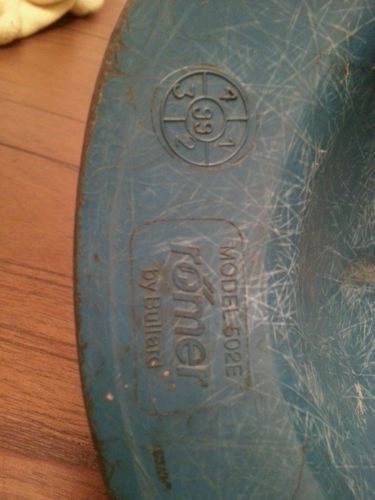 4 1
3 2
99
MODEL-502E
römer
by Bullard